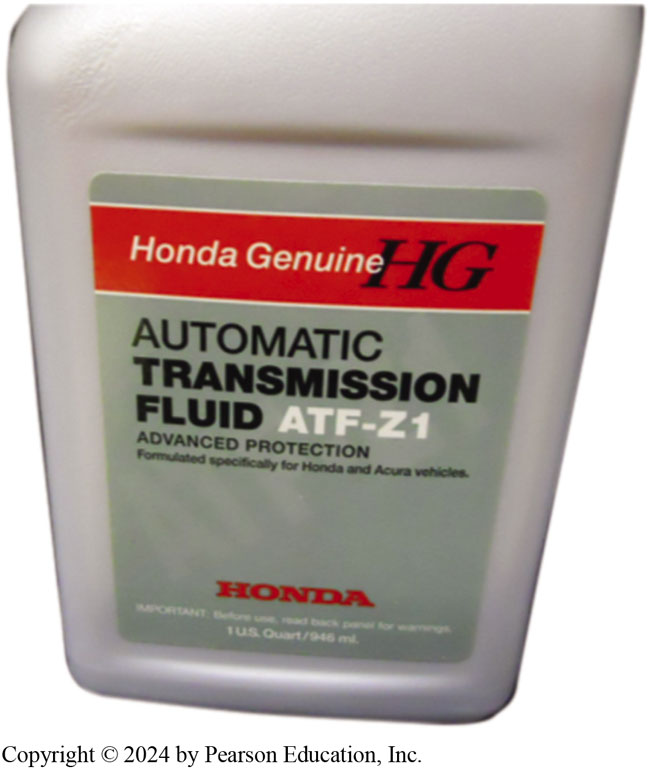 Honda Genuine HG
AUTOMATIC
TRANSMISSION
FLUID ATF-Z1
ADVANCED PROTECTION
Formulated specifically for Honda and Acura vehicles.
HONDA
IMPORTANT: Before use, read back panel for warnings.
1 U.S. Quart/946 ml.
Copyright © 2024 by Pearson Education, Inc.